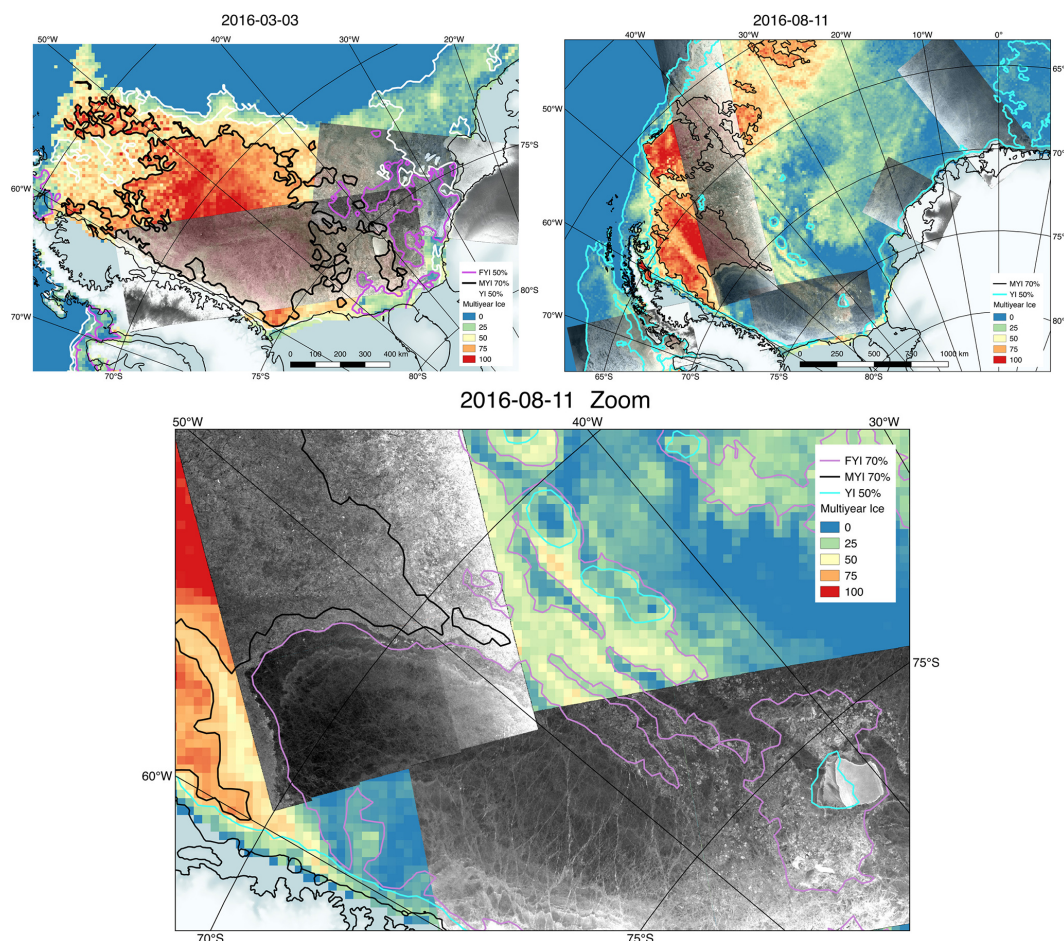 2016-03-03
50°W 40°W 30°W 20°W
60°W
70°W
75°S
80°S
70°S 75°S 80°S
FYI 50%
MYI 70%
YI 50%
Multiyear Ice
0
25
50
75
100
0 100 200 300 400 km
2016-08-11
40°W 30°W 20°W 10°W 0°
50°W
60°W
70°W
65°S
70°S
75°S
65°S 70°S 75°S 80°S
MYI 70%
YI 50%
Multiyear Ice
0
25
50
75
100
0 250 500 750 1000 km
2016-08-11 Zoom
50°W 40°W 30°W
60°W
75°S
70°S 75°S
FYI 70%
MYI 70%
YI 50%
Multiyear Ice
0
25
50
75
100